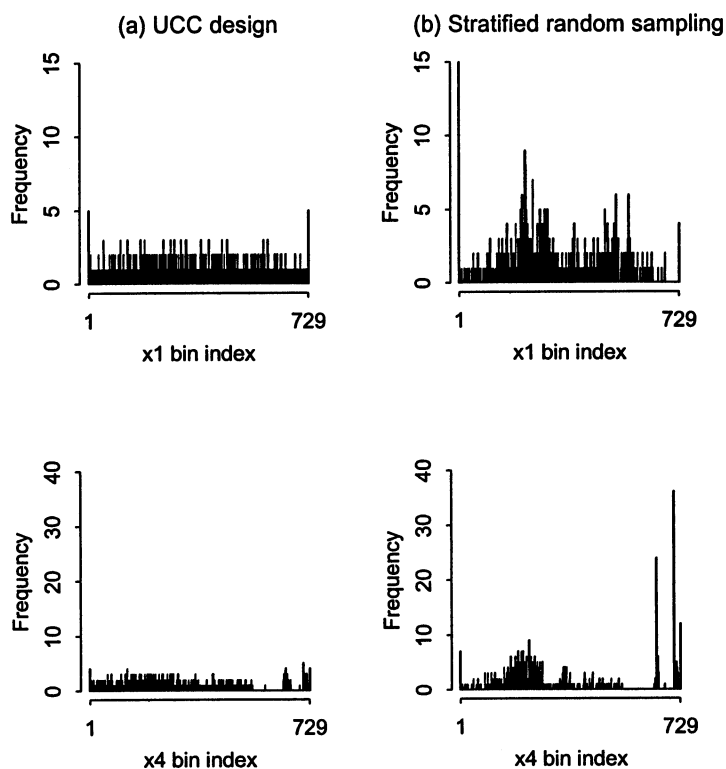 (a) UCC design
(b) Stratified random sampling
15
10
5
0
Frequency
1
729
x1 bin index
15
10
5
0
Frequency
1
729
x1 bin index
40
30
20
10
0
Frequency
1
729
x4 bin index
40
30
20
10
0
Frequency
1
729
x4 bin index